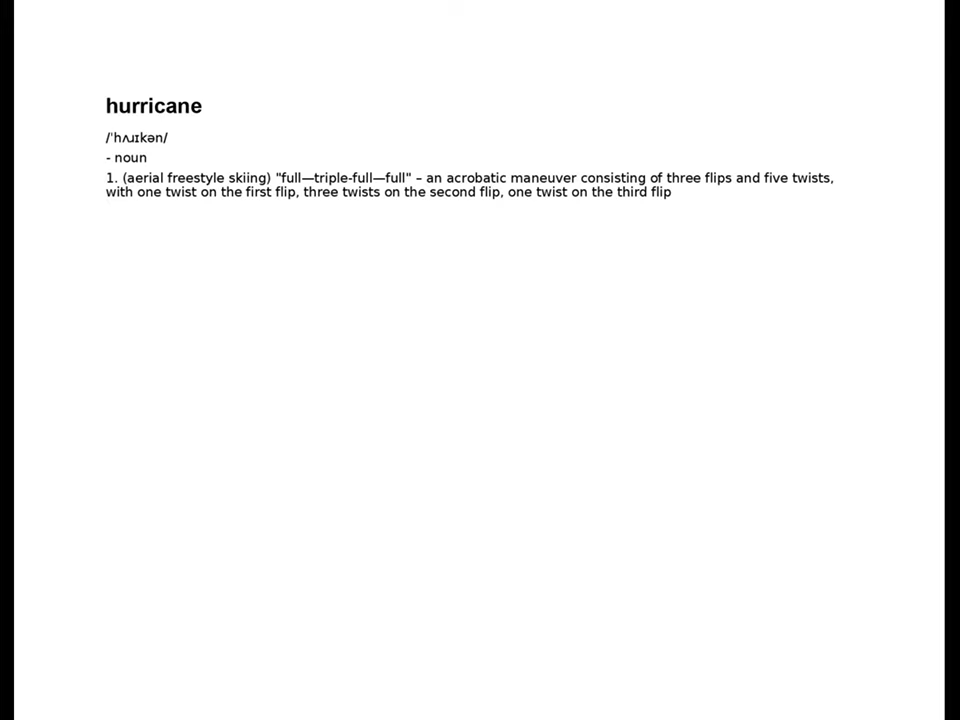 hurricane
/ˈhʌɹɪkən/
- noun
1. (aerial freestyle skiing) "full—triple-full—full" – an acrobatic maneuver consisting of three flips and five twists,
with one twist on the first flip, three twists on the second flip, one twist on the third flip